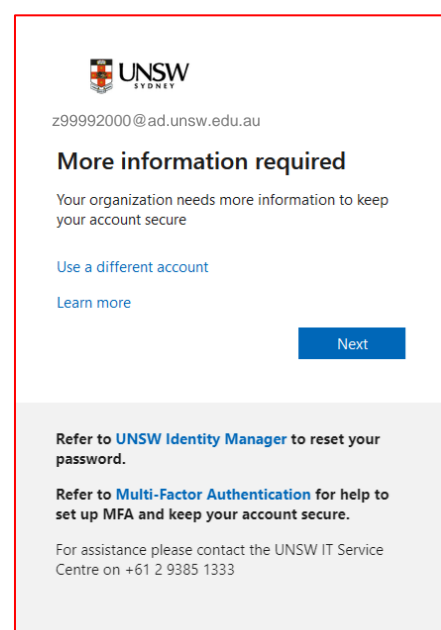 UNSW
SYDNEY
z99992000@ad.unsw.edu.au
More information required
Your organization needs more information to keep
your account secure
Use a different account
Learn more
Next
Refer to UNSW Identity Manager to reset your
password.
Refer to Multi-Factor Authentication for help to
set up MFA and keep your account secure.
For assistance please contact the UNSW IT Service
Centre on +61 2 9385 1333